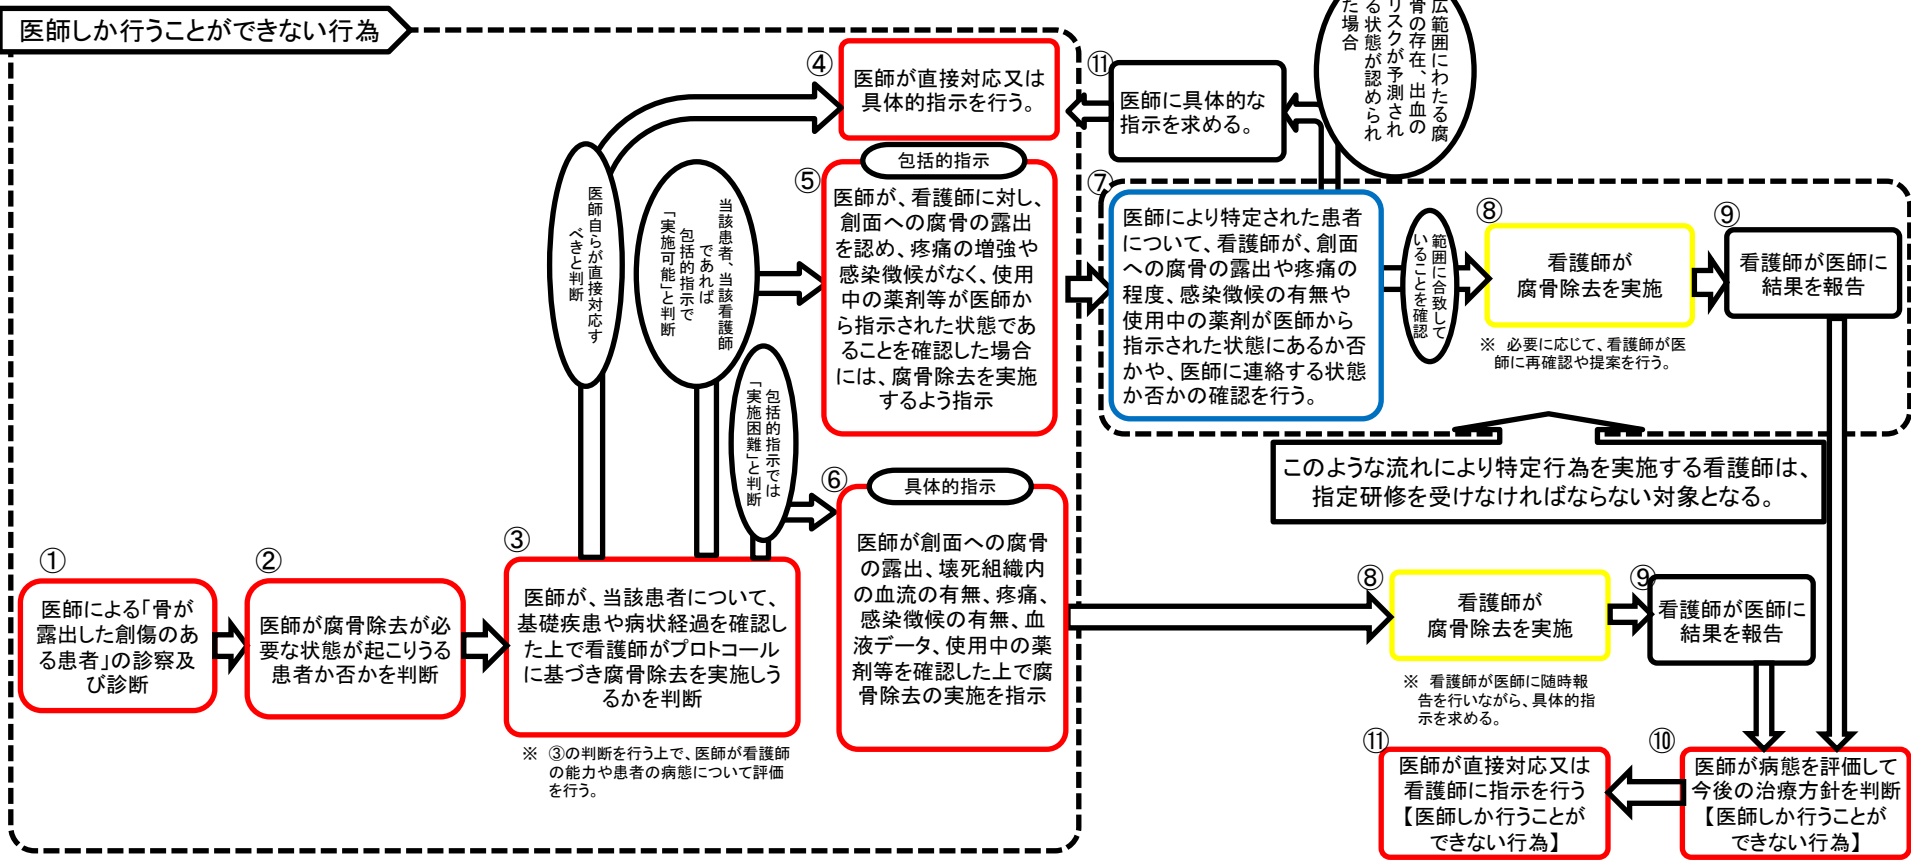 医師しか行うことができない行為
①
医師による「骨が
露出した創傷のあ
る患者」の診察及
び診断
②
医師が腐骨除去が必
要な状態が起こりうる
患者か否かを判断
③
医師が、当該患者について、
基礎疾患や病状経過を確認し
た上で看護師がプロトコール
に基づき腐骨除去を実施しう
るかを判断
※　③の判断を行う上で、医師が看護師
の能力や患者の病態について評価
を行う。
医師自らが直接対応す
べきと判断
当該患者、当該看護師
であれば
包括的指示で
「実施可能」と判断
包括的指示では
「実施困難」と判断
④
医師が直接対応又は
具体的指示を行う。
⑤
包括的指示
医師が、看護師に対し、
創面への腐骨の露出
を認め、疼痛の増強や
感染徴候がなく、使用
中の薬剤等が医師か
ら指示された状態であ
ることを確認した場合
には、腐骨除去を実施
するよう指示
⑥
具体的指示
医師が創面への腐骨
の露出、壊死組織内
の血流の有無、疼痛、
感染徴候の有無、血
液データ、使用中の薬
剤等を確認した上で腐
骨除去の実施を指示
⑪
医師に具体的な
指示を求める。
広範囲にわたる腐
骨の存在、出血の
リスクが予測され
る状態が認められ
た場合
⑦
医師により特定された患者
について、看護師が、創面
への腐骨の露出や疼痛の
程度、感染徴候の有無や
使用中の薬剤が医師から
指示された状態にあるか否
かや、医師に連絡する状態
か否かの確認を行う。
範囲に合致して
いることを確認
⑧
看護師が
腐骨除去を実施
※　必要に応じて、看護師が医
師に再確認や提案を行う。
⑨
看護師が医師に
結果を報告
このような流れにより特定行為を実施する看護師は、
指定研修を受けなければならない対象となる。
⑧
看護師が
腐骨除去を実施
※　看護師が医師に随時報
告を行いながら、具体的指
示を求める。
⑨
看護師が医師に
結果を報告
⑩
医師が病態を評価して
今後の治療方針を判断
【医師しか行うことが
できない行為】
⑪
医師が直接対応又は
看護師に指示を行う
【医師しか行うことが
できない行為】